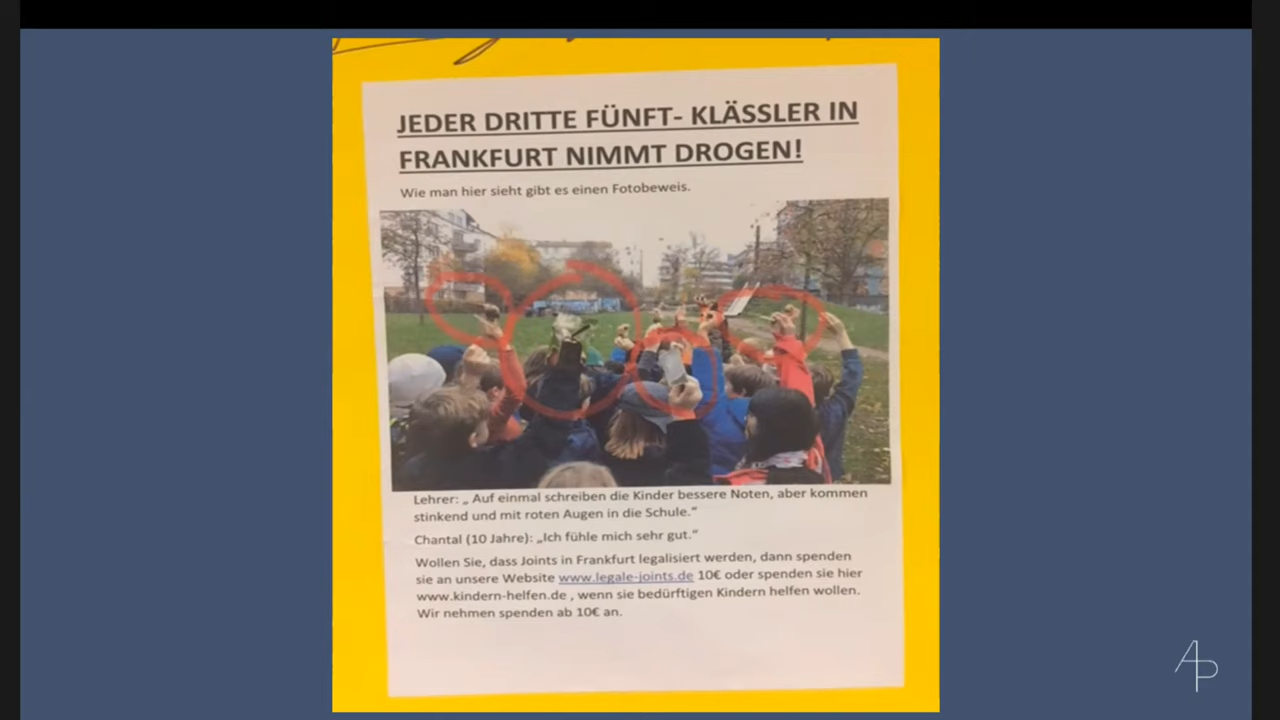 JEDER DRITTE FÜNFT- KLÄSSLER IN
FRANKFURT NIMMT DROGEN!
Wie man hier sieht gibt es einen Fotobeweis.
Lehrer: „ Auf einmal schreiben die Kinder bessere Noten, aber kommen
stinkend und mit roten Augen in die Schule.“
Chantal (10 Jahre): „Ich fühle mich sehr gut.“
Wollen Sie, dass Joints in Frankfurt legalisiert werden, dann spenden
sie an unsere Website www.legale-joints.de 10€ oder spenden sie hier
www.kindern-helfen.de , wenn sie bedürftigen Kindern helfen wollen.
Wir nehmen spenden ab 10€ an.
AP